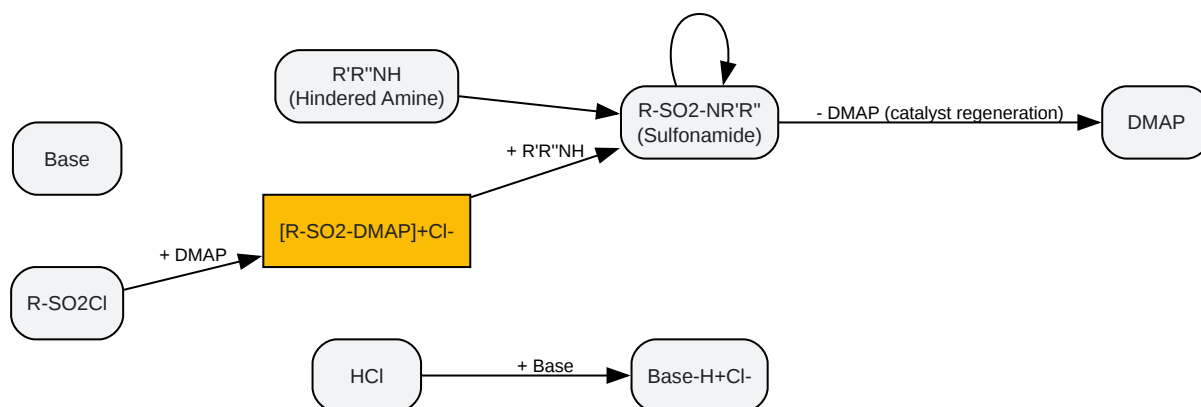 R'R''NH
(Hindered Amine)
R-SO2-NR'R''
(Sulfonamide)
- DMAP (catalyst regeneration)
DMAP
Base
+ R'R''NH
[R-SO2-DMAP]+Cl-
+ DMAP
R-SO2Cl
HCl
+ Base
Base-H+Cl-